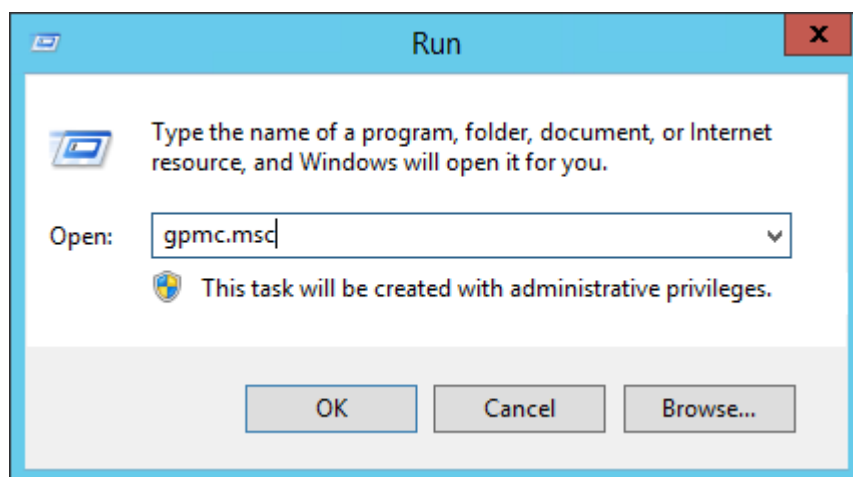 Run
x
Type the name of a program, folder, document, or Internet
resource, and Windows will open it for you.
Open: gpmc.msc
This task will be created with administrative privileges.
OK Cancel Browse...